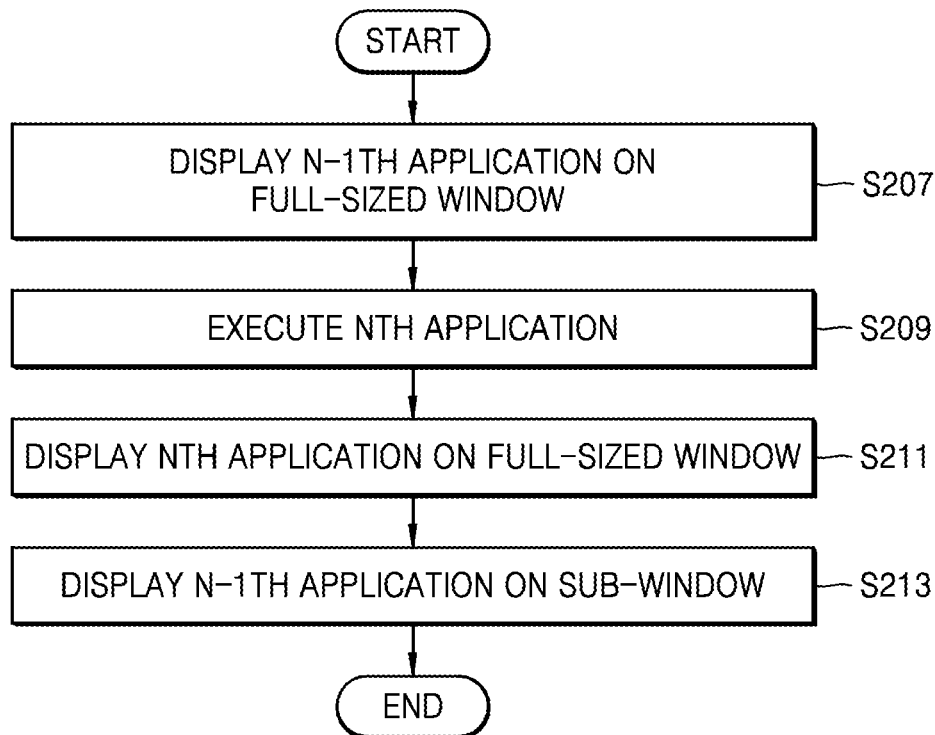 START
DISPLAY N-1TH APPLICATION ON
FULL-SIZED WINDOW
S207
EXECUTE NTH APPLICATION
S209
DISPLAY NTH APPLICATION ON FULL-SIZED WINDOW
S211
DISPLAY N-1TH APPLICATION ON SUB-WINDOW
S213
END